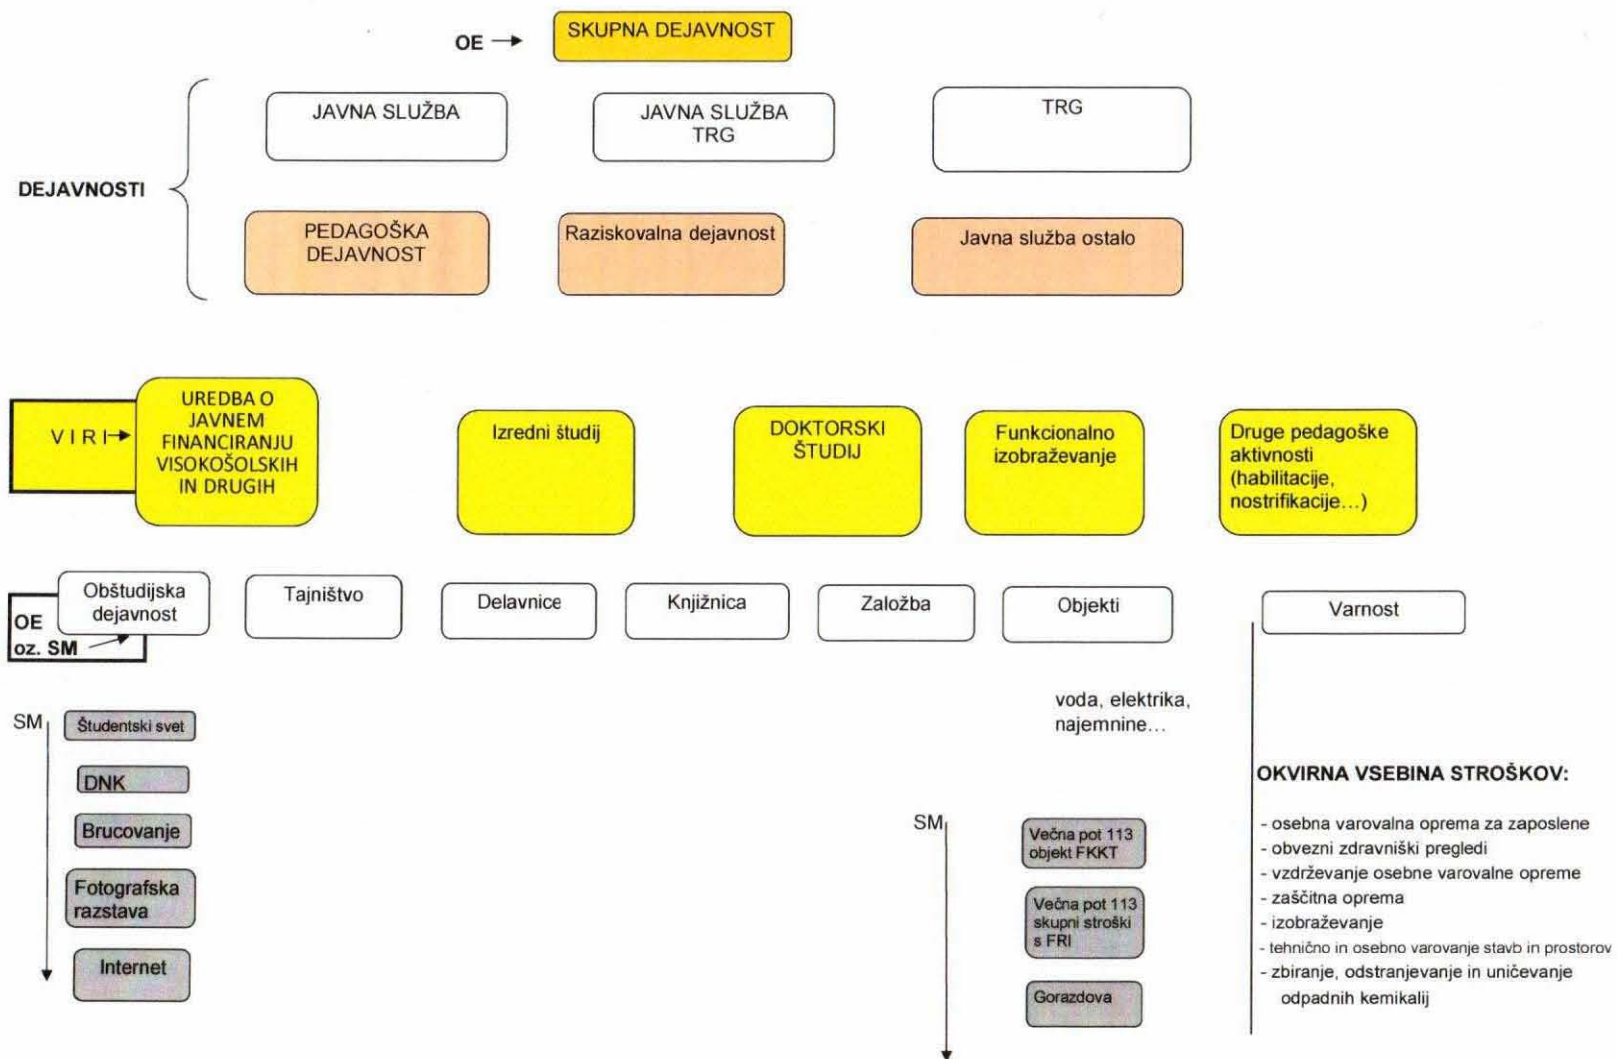 OE
SKUPNA DEJAVNOST
JAVNA SLUŽBA
JAVNA SLUŽBA
TRG
TRG
DEJAVNOSTI
PEDAGOŠKA
DEJAVNOST
Raziskovalna dejavnost
Javna služba ostalo
V I R I
UREDBA O
JAVNEM
FINANCIRANJU
VISOKOŠOLSKIH
IN DRUGIH
Izredni študij
DOKTORSKI
ŠTUDIJ
Funkcionalno
izobraževanje
Druge pedagoške
aktivnosti
(habilitacije,
nostrifikacije...)
OE
oz. SM
Obštudijska
dejavnost
Tajništvo
Delavnice
Knjižnica
Založba
Objekti
Varnost
SM
Študentski svet
DNK
Brucovanje
Fotografska
razstava
Internet
voda, elektrika,
najemnine...
SM
Večna pot 113
objekt FKKT
Večna pot 113
skupni stroški
s FRI
Gorazdova
OKVIRNA VSEBINA STROŠKOV:
- osebna varovalna oprema za zaposlene
- obvezni zdravniški pregledi
- vzdrževanje osebne varovalne opreme
- zaščitna oprema
- izobraževanje
- tehnično in osebno varovanje stavb in prostorov
- zbiranje, odstranjevanje in uničevanje
odpadnih kemikalij